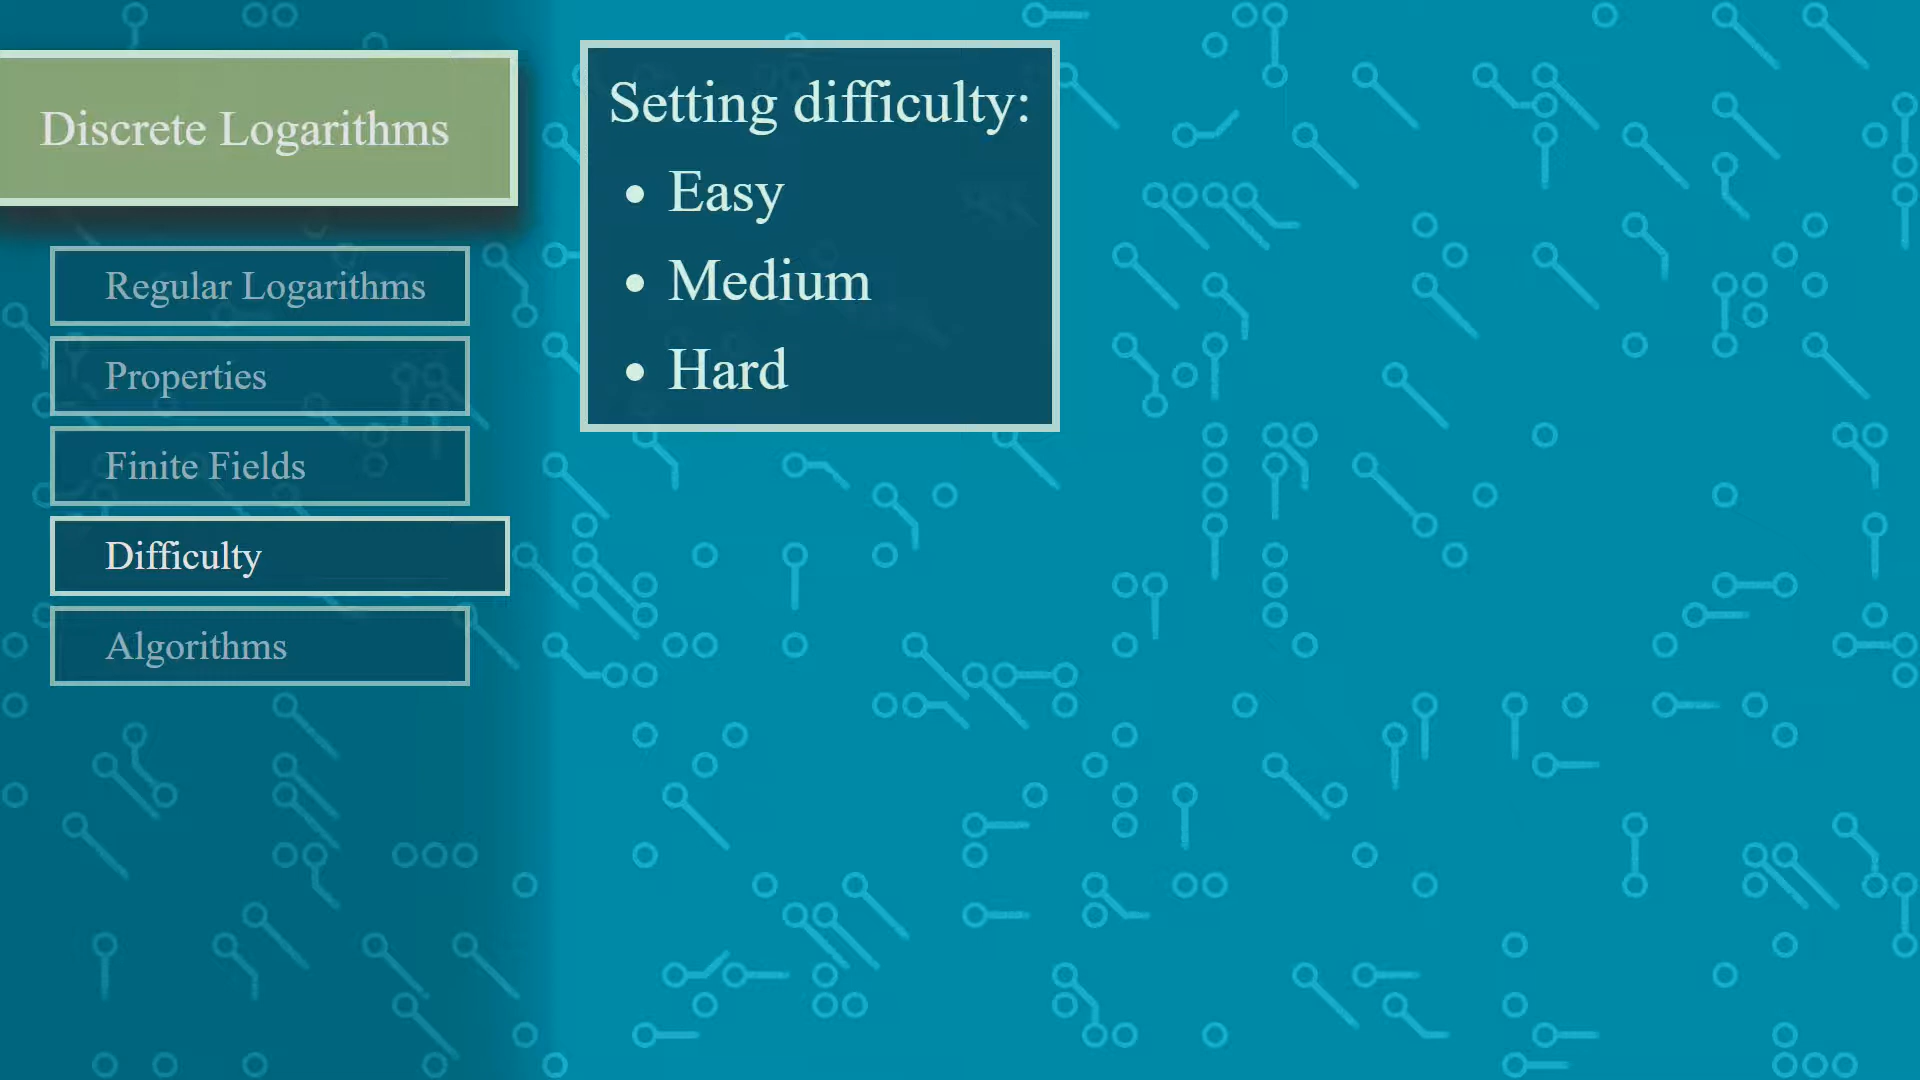 Discrete Logarithms
Regular Logarithms
Properties
Finite Fields
Difficulty
Algorithms
Setting difficulty:
• Easy
• Medium
• Hard